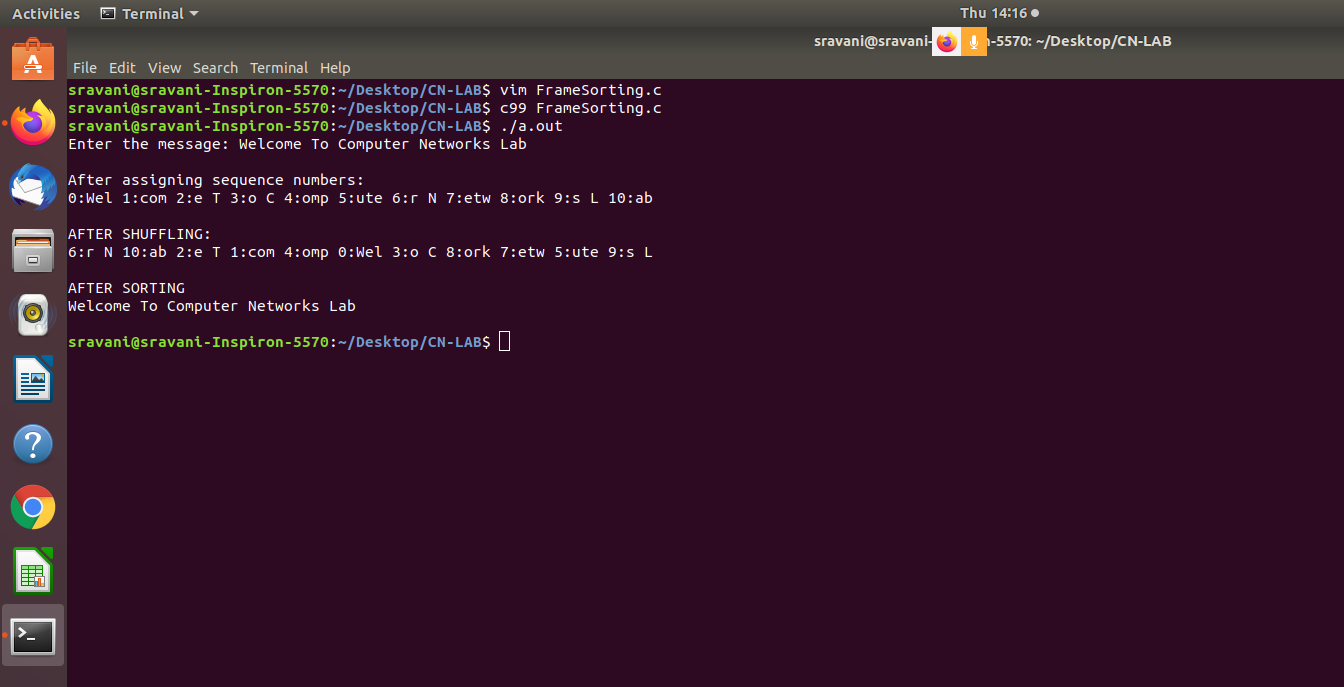 Activities Terminal Thu 14:16
sravani@sravani- n-5570: ~/Desktop/CN-LAB
File Edit View Search Terminal Help
sravani@sravani-Inspiron-5570:~/Desktop/CN-LAB$ vim FrameSorting.c
sravani@sravani-Inspiron-5570:~/Desktop/CN-LAB$ c99 FrameSorting.c
sravani@sravani-Inspiron-5570:~/Desktop/CN-LAB$ ./a.out
Enter the message: Welcome To Computer Networks Lab
After assigning sequence numbers:
0:Wel 1:com 2:e T 3:o C 4:omp 5:ute 6:r N 7:etw 8:ork 9:s L 10:ab
AFTER SHUFFLING:
6:r N 10:ab 2:e T 1:com 4:omp 0:Wel 3:o C 8:ork 7:etw 5:ute 9:s L
AFTER SORTING
Welcome To Computer Networks Lab
sravani@sravani-Inspiron-5570:~/Desktop/CN-LAB$